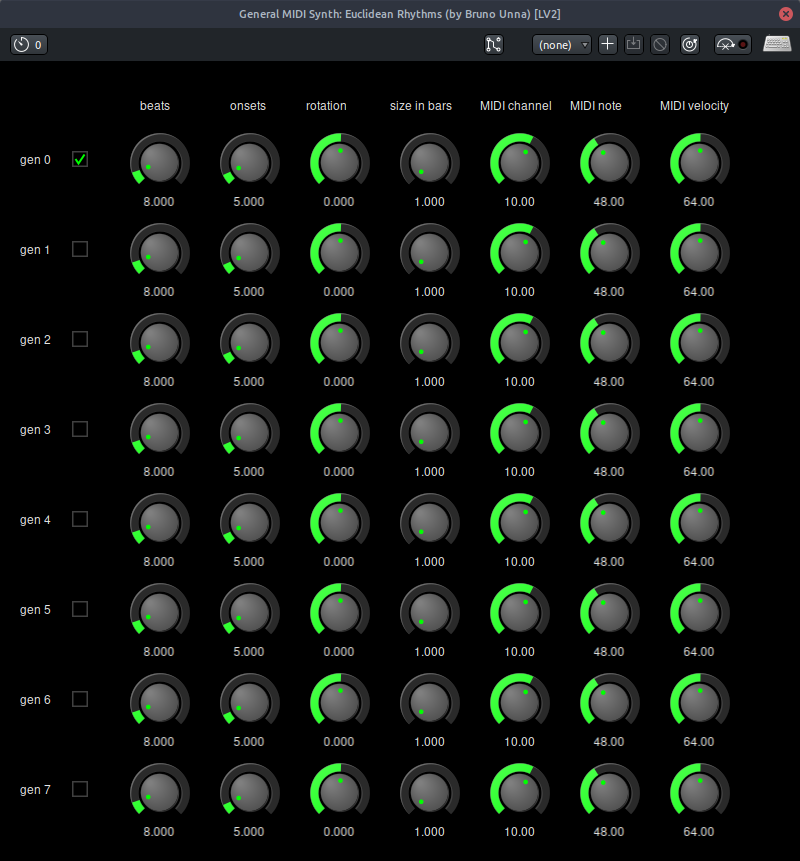 General MIDI Synth: Euclidean Rhythms (by Bruno Unna) [LV2]
0 (none)
beats onsets rotation size in bars MIDI channel MIDI note MIDI velocity
gen 0
8.000 5.000 0.000 1.000 10.00 48.00 64.00
gen 1
8.000 5.000 0.000 1.000 10.00 48.00 64.00
gen 2
8.000 5.000 0.000 1.000 10.00 48.00 64.00
gen 3
8.000 5.000 0.000 1.000 10.00 48.00 64.00
gen 4
8.000 5.000 0.000 1.000 10.00 48.00 64.00
gen 5
8.000 5.000 0.000 1.000 10.00 48.00 64.00
gen 6
8.000 5.000 0.000 1.000 10.00 48.00 64.00
gen 7
8.000 5.000 0.000 1.000 10.00 48.00 64.00